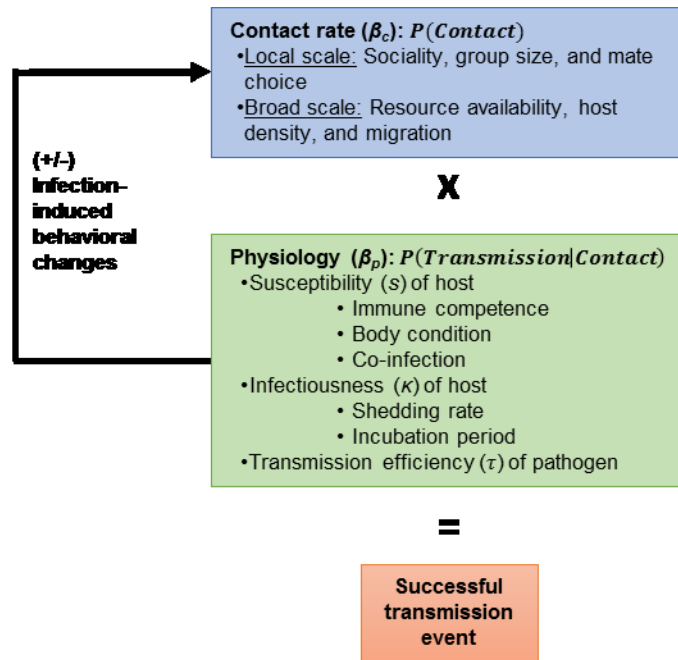 Contact rate (βc): P(Contact)
•Local scale: Sociality, group size, and mate
choice
•Broad scale: Resource availability, host
density, and migration
(+/-)
Infection-
induced
behavioral
changes
X
Physiology (βp): P(Transmission|Contact)
•Susceptibility (s) of host
• Immune competence
• Body condition
• Co-infection
•Infectiousness (κ) of host
• Shedding rate
• Incubation period
•Transmission efficiency (τ) of pathogen
=
Successful
transmission
event